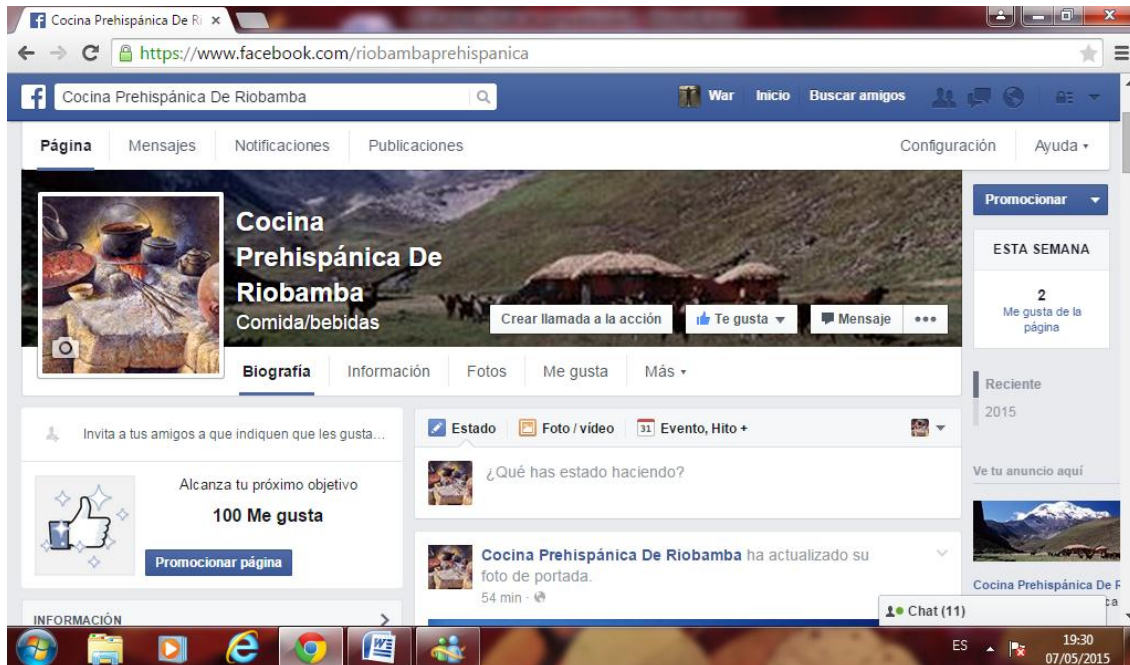 Cocina Prehispánica De Ri
https://www.facebook.com/riobambaprehispanica
Cocina Prehispánica De Riobamba
War Inicio Buscar amigos
Página Mensajes Notificaciones Publicaciones Configuración Ayuda
Cocina
Prehispánica De
Riobamba
Comida/bebidas
Crear llamada a la acción Te gusta Mensaje
Biografía Información Fotos Me gusta Más
Promocionar
ESTA SEMANA
2
Me gusta de la
página
Reciente
2015
Ve tu anuncio aquí
Cocina Prehispánica De
Invita a tus amigos a que indiquen que les gusta...
Alcanza tu próximo objetivo
100 Me gusta
Promocionar página
INFORMACIÓN
Estado Foto / vídeo 31 Evento, Hito +
¿Qué has estado haciendo?
Cocina Prehispánica De Riobamba ha actualizado su
foto de portada.
54 min ·
Chat (11)
ES 19:30
07/05/2015